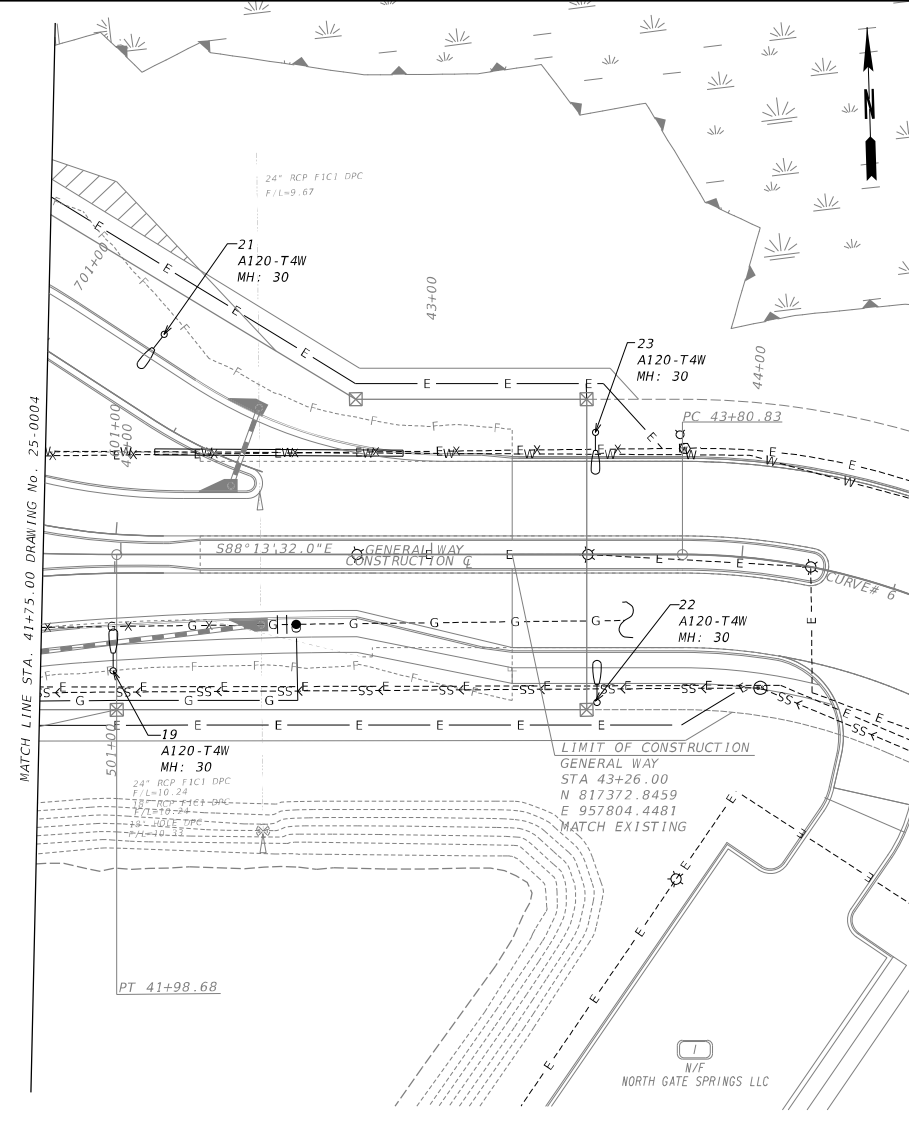 24" RCP F1C1 DPC
F/L=9.67
N
21
A120-T4W
MH: 30
701+00
43+00
44+00
23
A120-T4W
MH: 30
PC 43+80.83
MATCH LINE STA. 41+75.00 DRAWING No. 25-0004
S88°13'32.0"E
GENERAL WAY
CONSTRUCTION ℄
CURVE# 6
22
A120-T4W
MH: 30
19
A120-T4W
MH: 30
501+00
24" RCP F1C1 DPC
F/L=10.24
18" RCP F1C1 DPC
LIMIT OF CONSTRUCTION
GENERAL WAY
STA 43+26.00
N 817372.8459
E 957804.4481
MATCH EXISTING
PT 41+98.68
1
N/F
NORTH GATE SPRINGS LLC